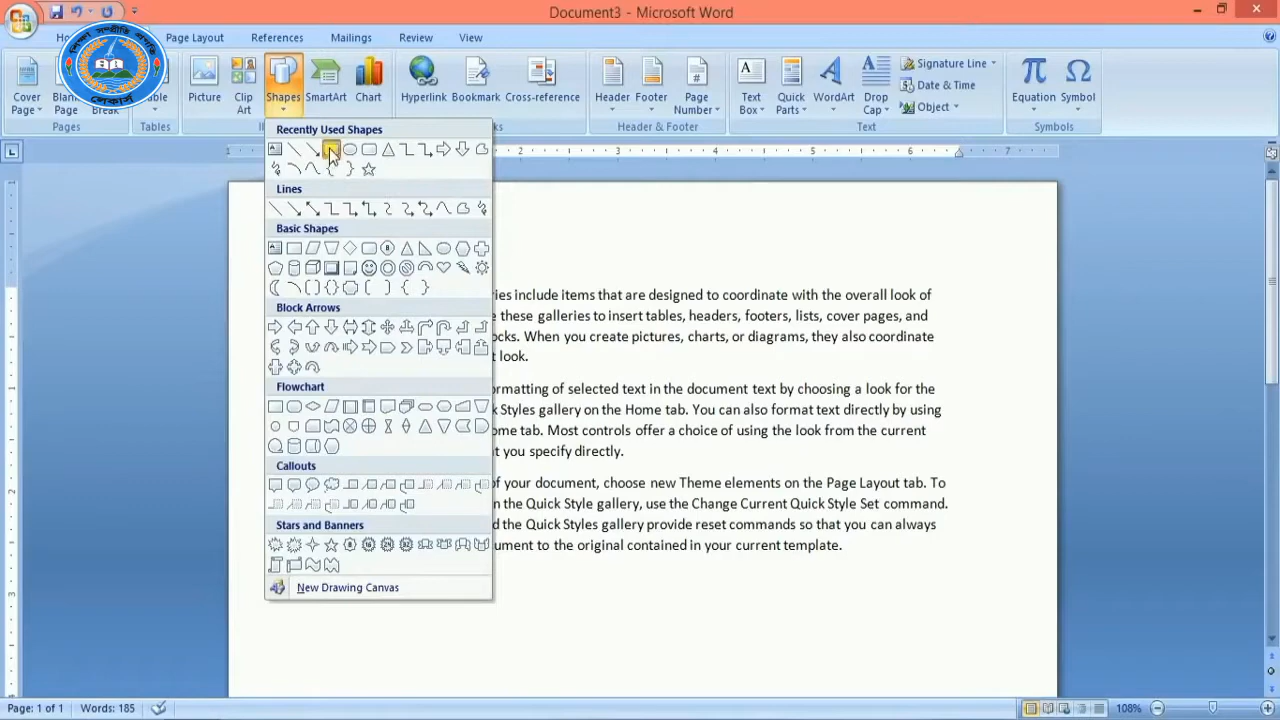 Document3 - Microsoft Word
Page Layout
References
Mailings
Review
View
Cover Page
Blank Page
Table
Picture
Clip Art
Shapes
SmartArt
Chart
Hyperlink
Bookmark
Cross-reference
Header
Footer
Page Number
Text Box
Quick Parts
WordArt
Drop Cap
Signature Line
Date & Time
Object
Equation
Symbol
Pages
Tables
Header & Footer
Text
Symbols
Recently Used Shapes
Lines
Basic Shapes
Block Arrows
Flowchart
Callouts
Stars and Banners
New Drawing Canvas
include items that are designed to coordinate with the overall look of
these galleries to insert tables, headers, footers, lists, cover pages, and
When you create pictures, charts, or diagrams, they also coordinate
look.
of selected text in the document text by choosing a look for the
Styles gallery on the Home tab. You can also format text directly by using
tab. Most controls offer a choice of using the look from the current
you specify directly.
of your document, choose new Theme elements on the Page Layout tab. To
the Quick Style gallery, use the Change Current Quick Style Set command.
the Quick Styles gallery provide reset commands so that you can always
to the original contained in your current template.
Page: 1 of 1
Words: 185
108%